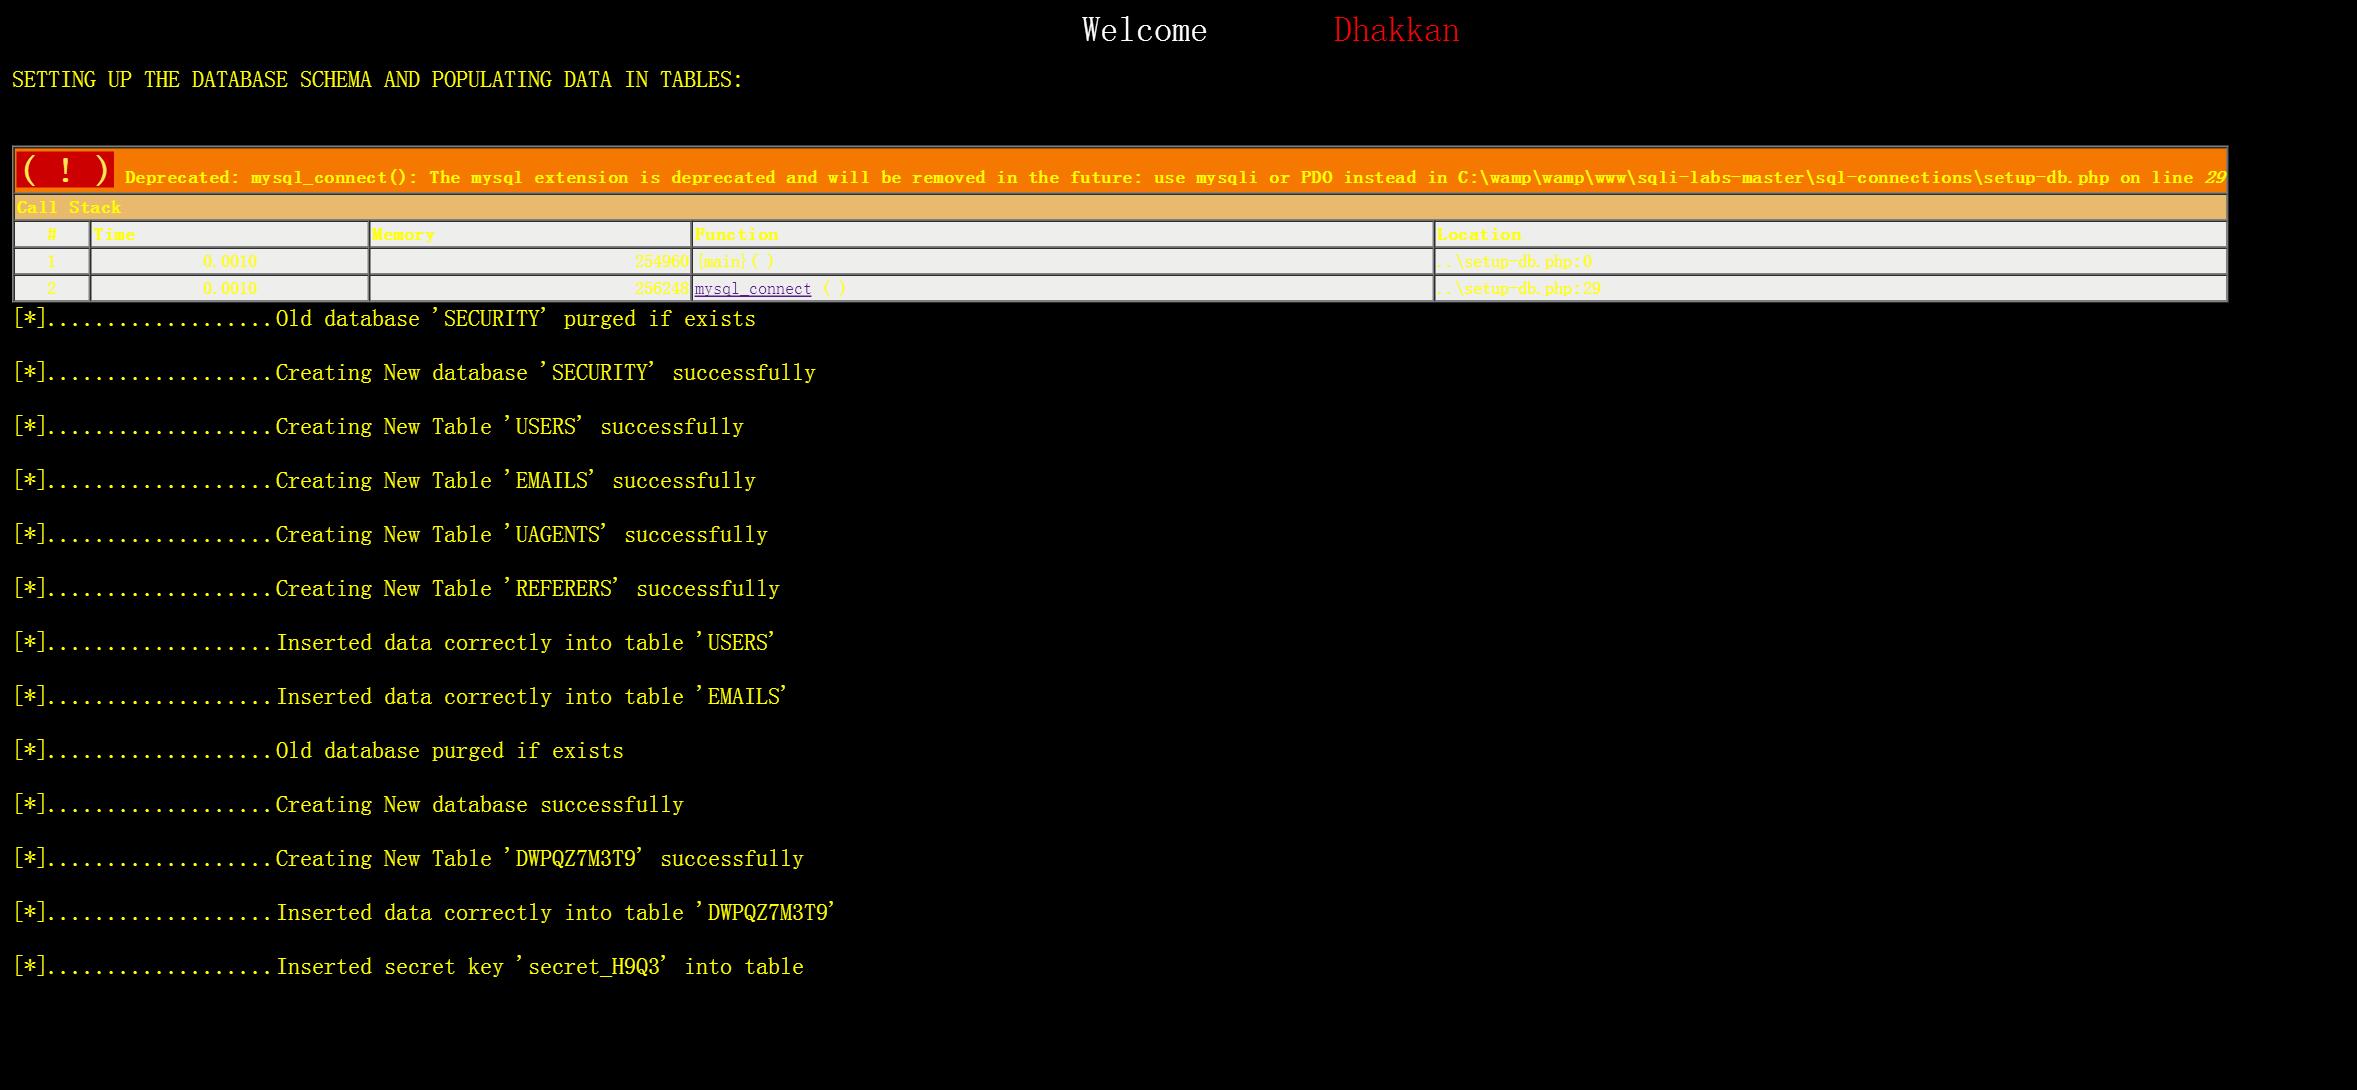 Welcome Dhakkan
SETTING UP THE DATABASE SCHEMA AND POPULATING DATA IN TABLES:
( ! ) Deprecated: mysql_connect(): The mysql extension is deprecated and will be removed in the future: use mysqli or PDO instead in C:\wamp\wamp\www\sqli-labs-master\sql-connections\setup-db.php on line 29
Call Stack
# Time Memory Function Location
1 0.0010 254960 {main}( ) ..\setup-db.php:0
2 0.0010 256248 mysql_connect ( ) ..\setup-db.php:29
[*]...................Old database 'SECURITY' purged if exists
[*]...................Creating New database 'SECURITY' successfully
[*]...................Creating New Table 'USERS' successfully
[*]...................Creating New Table 'EMAILS' successfully
[*]...................Creating New Table 'UAGENTS' successfully
[*]...................Creating New Table 'REFERERS' successfully
[*]...................Inserted data correctly into table 'USERS'
[*]...................Inserted data correctly into table 'EMAILS'
[*]...................Old database purged if exists
[*]...................Creating New database successfully
[*]...................Creating New Table 'DWPQZ7M3T9' successfully
[*]...................Inserted data correctly into table 'DWPQZ7M3T9'
[*]...................Inserted secret key 'secret_H9Q3' into table